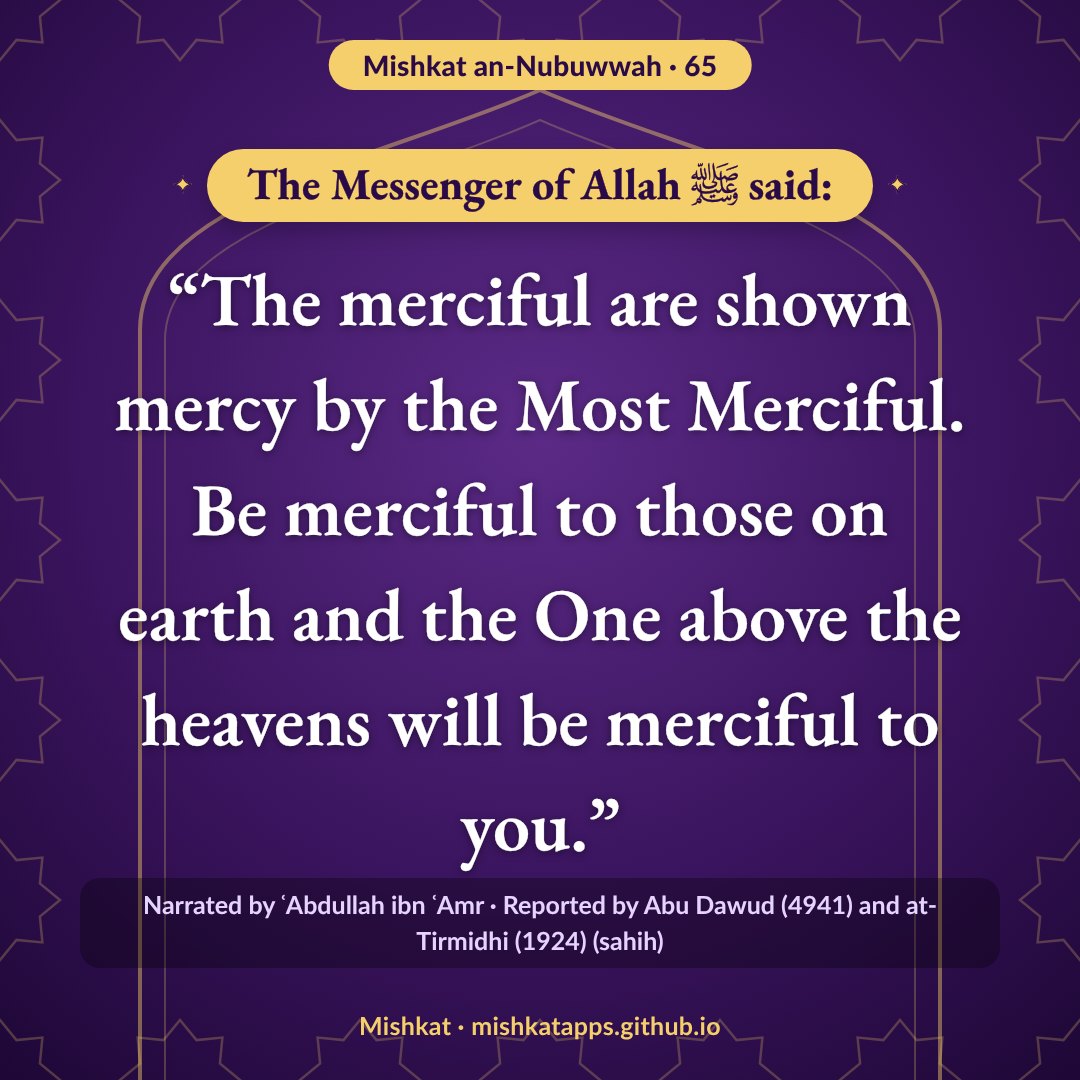 Mishkat an-Nubuwwah · 65
The Messenger of Allah ﷺ said:
“The merciful are shown
mercy by the Most Merciful.
Be merciful to those on
earth and the One above the
heavens will be merciful to
you.”
Narrated by ʿAbdullah ibn ʿAmr · Reported by Abu Dawud (4941) and at-
Tirmidhi (1924) (sahih)
Mishkat · mishkatapps.github.io